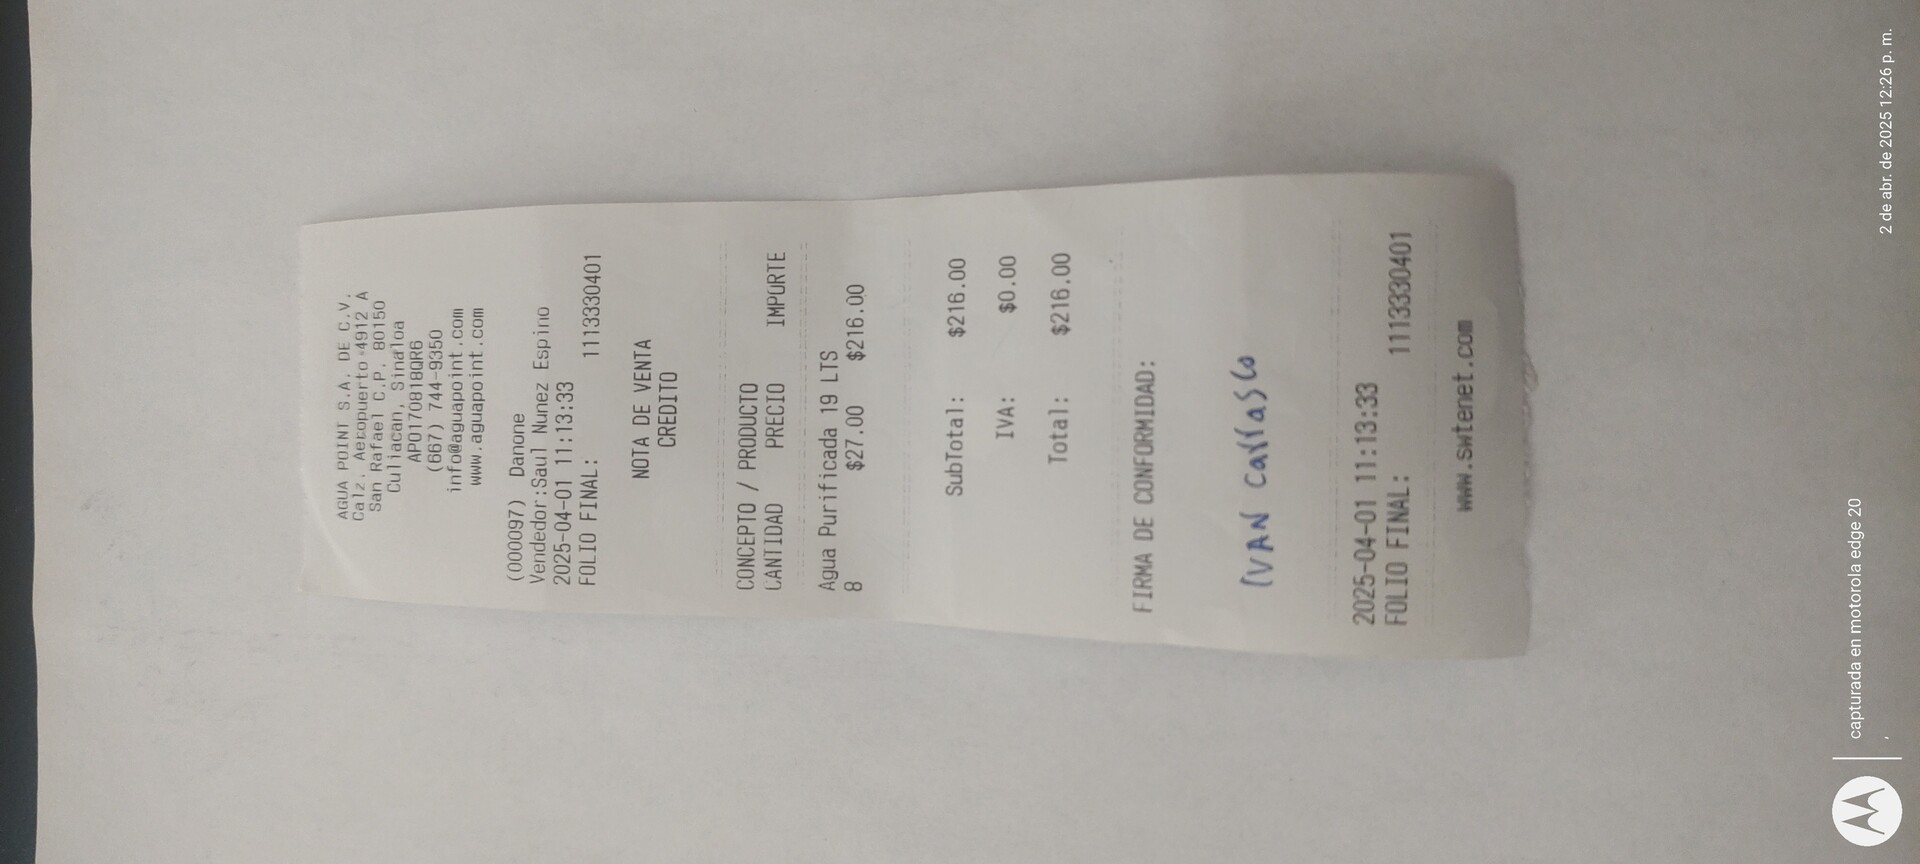 AGUA POINT S.A. DE C.V.
Calz. Aeropuerto #4912 A
San Rafael C.P. 80150
Culiacan, Sinaloa
APO170818QR6
(667) 744-9350
info@aguapoint.com
www.aguapoint.com
(000097) Danone
Vendedor:Saul Nunez Espino
2025-04-01 11:13:33
FOLIO FINAL: 1113330401
NOTA DE VENTA
CREDITO
CONCEPTO / PRODUCTO
CANTIDAD PRECIO IMPORTE
Agua Purificada 19 LTS
8 $27.00 $216.00
SubTotal: $216.00
IVA: $0.00
Total: $216.00
FIRMA DE CONFORMIDAD:
IVAN CarrasCo
2025-04-01 11:13:33
FOLIO FINAL: 1113330401
www.swtenet.com
capturada en motorola edge 20
,
2 de abr. de 2025 12:26 p. m.